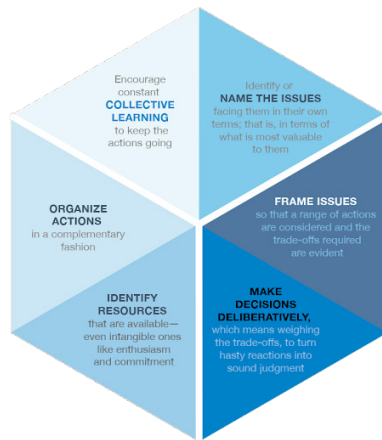 Encourage
constant
COLLECTIVE
LEARNING
to keep the
actions going
Identify or
NAME THE ISSUES
facing them in their own
terms; that is, in terms of
what is most valuable
to them
FRAME ISSUES
so that a range of actions
are considered and the
trade-offs required
are evident
MAKE
DECISIONS
DELIBERATIVELY,
which means weighing
the trade-offs, to turn
hasty reactions into
sound judgment
IDENTIFY
RESOURCES
that are available—
even intangible ones
like enthusiasm
and commitment
ORGANIZE
ACTIONS
in a complementary
fashion